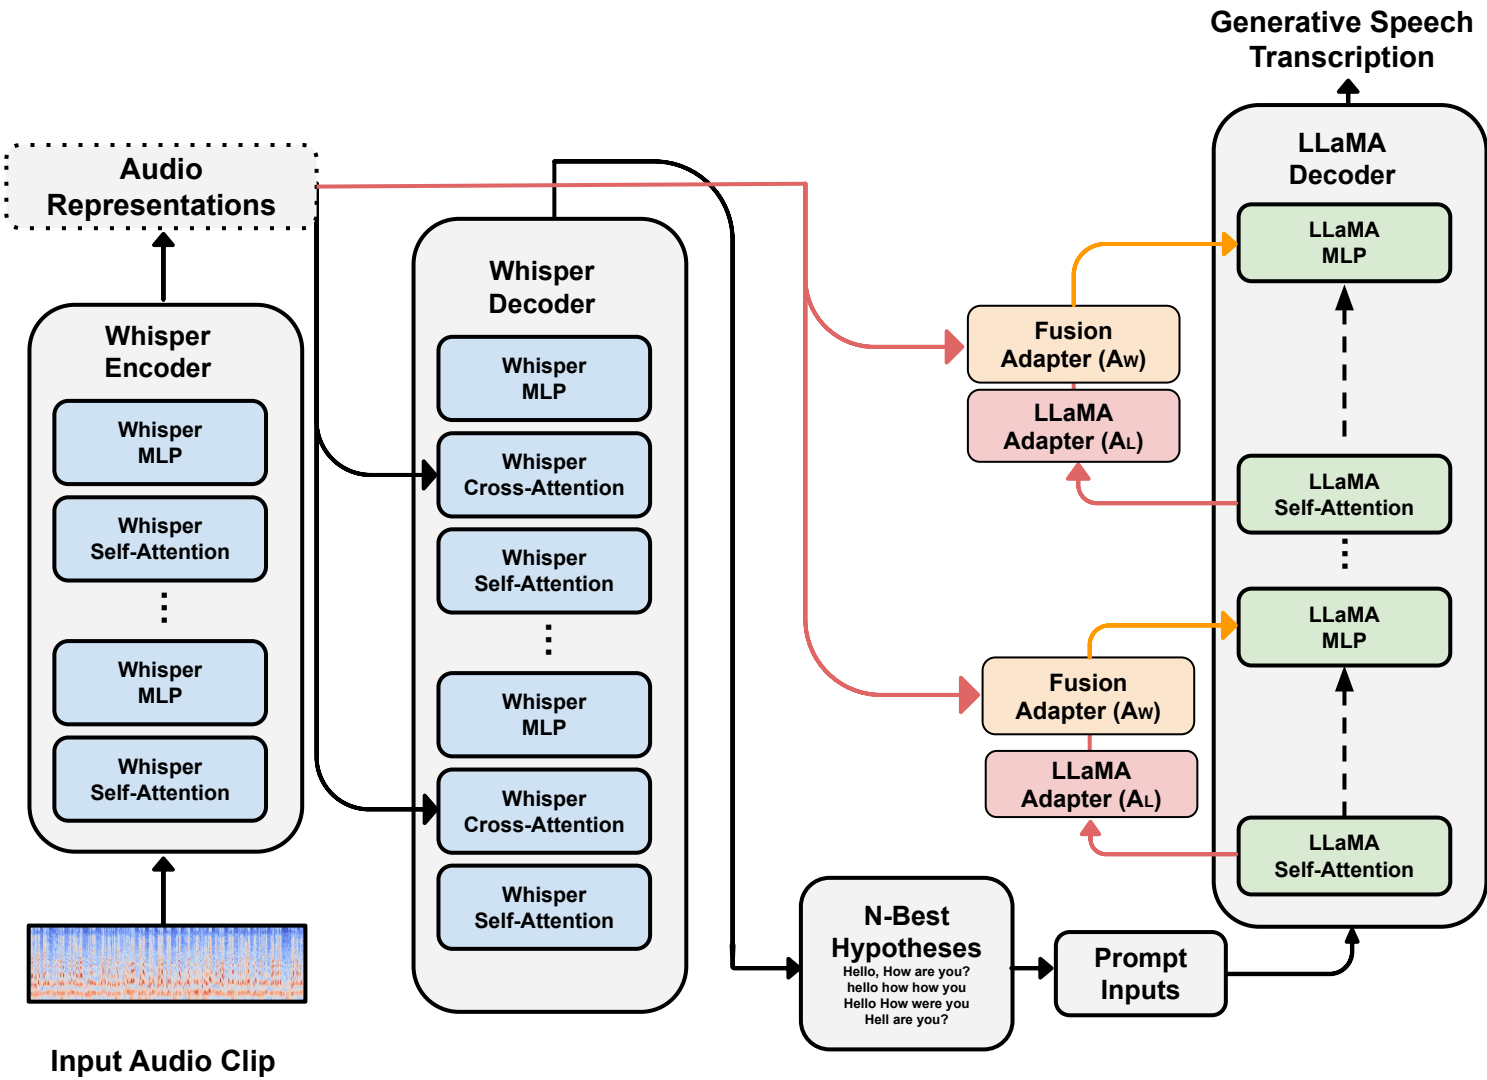 Generative Speech
Transcription
Audio
Representations
Whisper
Encoder
Whisper
MLP
Whisper
Self-Attention
Whisper
MLP
Whisper
Self-Attention
Input Audio Clip
Whisper
Decoder
Whisper
MLP
Whisper
Cross-Attention
Whisper
Self-Attention
Whisper
MLP
Whisper
Cross-Attention
Whisper
Self-Attention
N-Best
Hypotheses
Hello, How are you?
hello how how you
Hello How were you
Hell are you?
Prompt
Inputs
Fusion
Adapter (AW)
LLaMA
Adapter (AL)
Fusion
Adapter (AW)
LLaMA
Adapter (AL)
LLaMA
Decoder
LLaMA
MLP
LLaMA
Self-Attention
LLaMA
MLP
LLaMA
Self-Attention